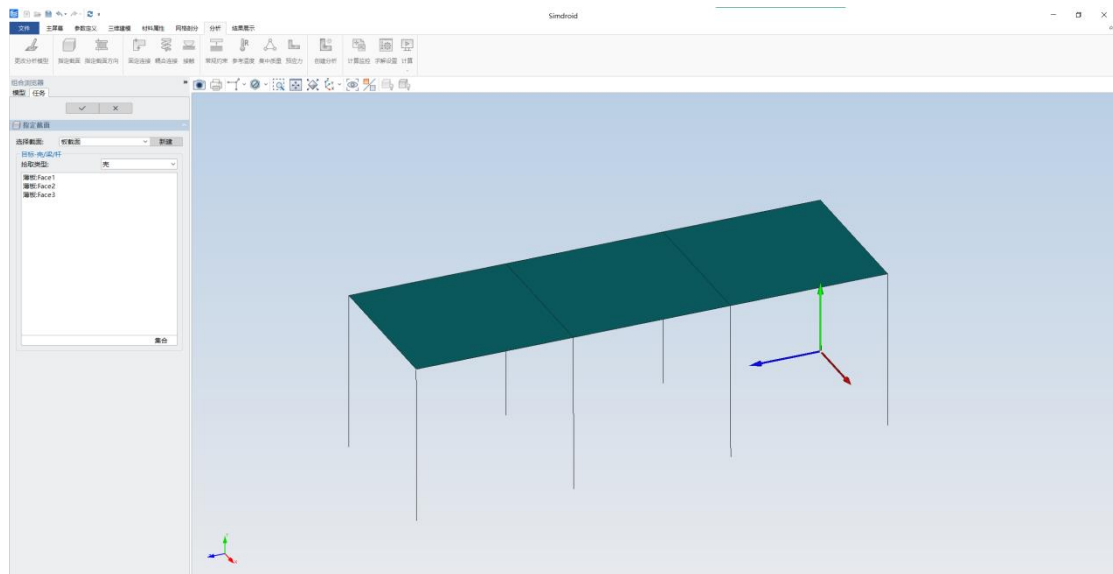 Simdroid
文件 主屏幕 参数定义 三维建模 材料属性 网格剖分 分析 结果展示
更改分析模型 指定截面 指定截面方向 固定连接 耦合连接 接触 常规约束 参考温度 集中质量 预应力 创建分析 计算监控 求解设置 计算
组合浏览器
模型 任务
指定截面
选择截面: 板截面 新建
目标-壳/梁/杆
拾取类型: 壳
薄板:Face1
薄板:Face2
薄板:Face3
集合